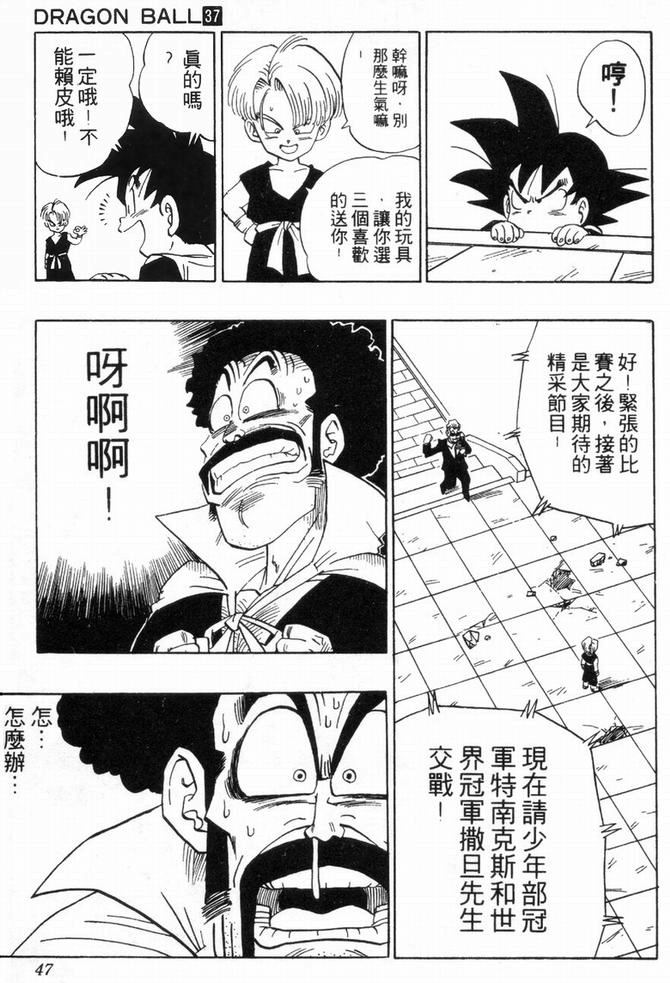 DRAGON BALL 37
哼！
幹嘛呀，別
那麼生氣嘛
！
我的玩具
，讓你選
三個喜歡
的送你！
眞的嗎
？
一定哦！不
能賴皮哦！
好！緊張的比
賽之後，接著
是大家期待的
精采節目！
現在請少年部冠
軍特南克斯和世
界冠軍撒旦先生
交戰！
呀啊啊！
怎…
怎麼辦…
47